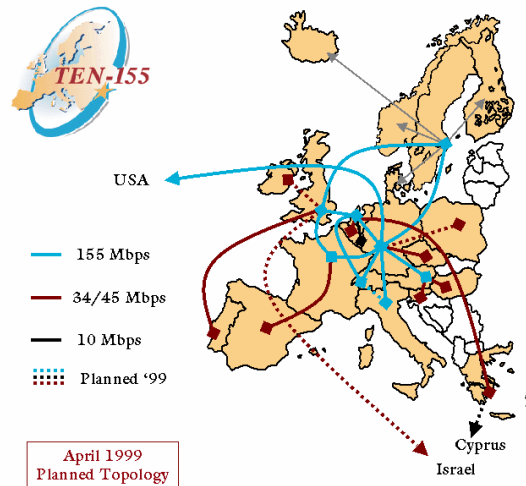 TEN-155
USA
155 Mbps
34/45 Mbps
10 Mbps
Planned ‘99
April 1999
Planned Topology
Cyprus
Israel